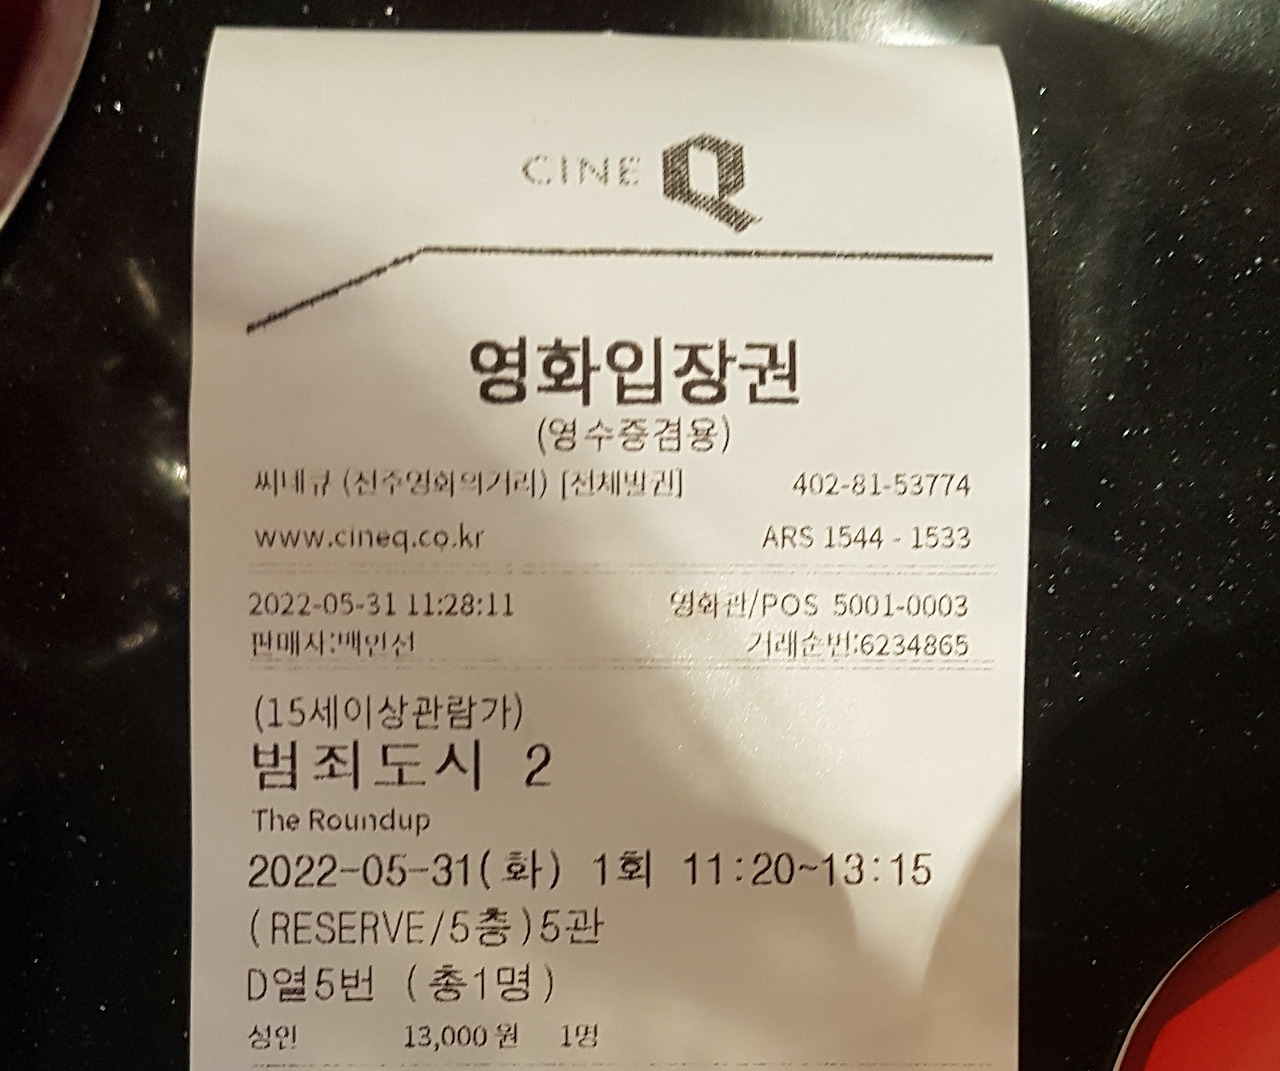 CINE Q
영화입장권
(영수증겸용)
씨네큐 (전주영화의거리) [전체발권] 402-81-53774
www.cineq.co.kr ARS 1544 - 1533
2022-05-31 11:28:11 영화관/POS 5001-0003
판매사:백인선 거래순번:6234865
(15세이상관람가)
범죄도시 2
The Roundup
2022-05-31(화) 1회 11:20~13:15
(RESERVE/5층)5관
D열5번 (총1명)
성인 13,000원 1명